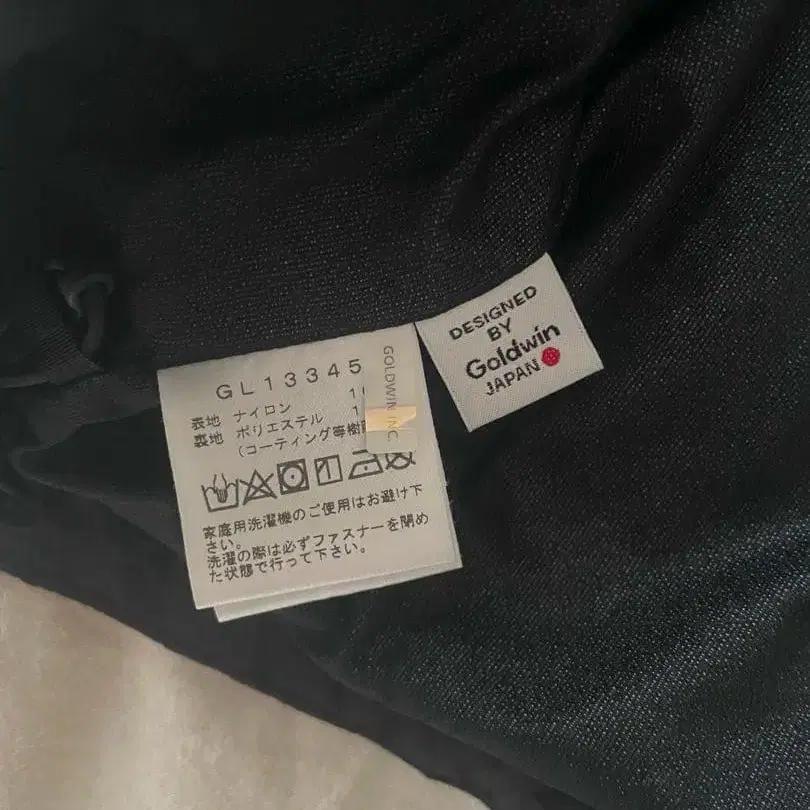 GL13345
表地 ナイロン
裏地 ポリエステル
(コーティング等樹
家庭用洗濯機のご使用はお避け下
さい。
洗濯の際は必ずファスナーを閉め
た状態で行って下さい。
GOLDWIN INC.
DESIGNED
BY
Goldwin
JAPAN